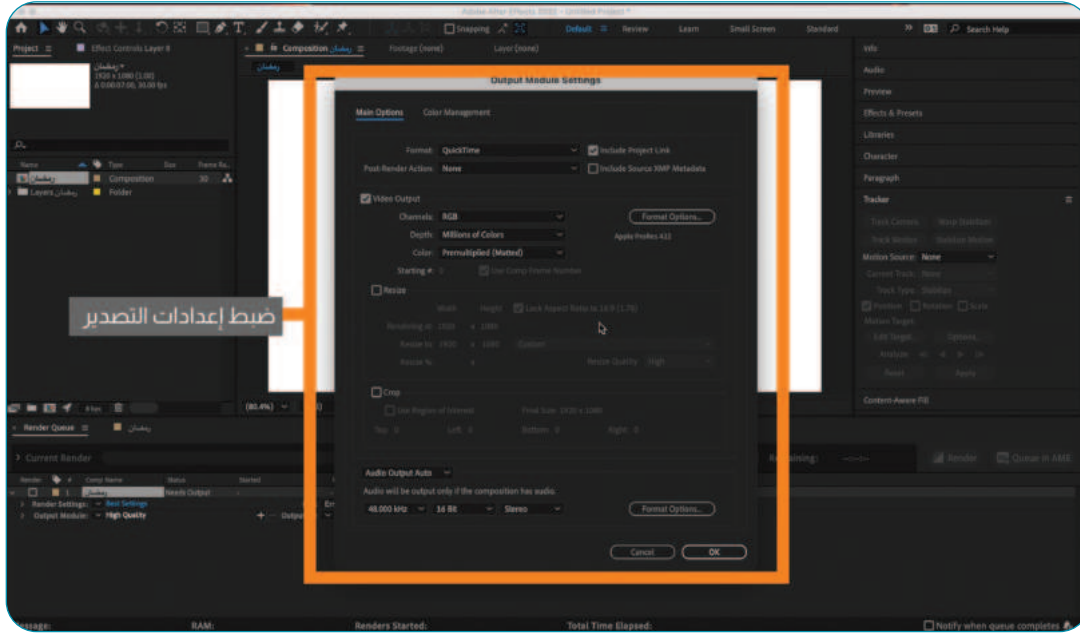 Adobe After Effects 2022 - Untitled Project *
Snapping
Default
Review
Learn
Small Screen
Standard
Search Help
Project
Effect Controls Layer 8
Composition رمضان
Footage (none)
Layer (none)
رمضان
رمضان
1920 x 1080 (1.00)
Δ 0:00:07:00, 30.00 fps
Name
Type
Size
Frame Ra...
رمضان
Composition
30
رمضان Layers
Folder
8 bpc
(80.4%)
Info
Audio
Preview
Effects & Presets
Libraries
Character
Paragraph
Tracker
Track Camera
Warp Stabilizer
Track Motion
Stabilize Motion
Motion Source: None
Current Track: None
Track Type: Stabilize
Position
Rotation
Scale
Motion Target:
Edit Target...
Options...
Analyze:
Reset
Apply
Content-Aware Fill
Output Module Settings
Main Options
Color Management
Format: QuickTime
Include Project Link
Post-Render Action: None
Include Source XMP Metadata
Video Output
Channels: RGB
Format Options...
Depth: Millions of Colors
Apple ProRes 422
Color: Premultiplied (Matted)
Starting #: 0
Use Comp Frame Number
Resize
Width
Height
Lock Aspect Ratio to 16:9 (1.78)
Rendering at: 1920 x 1080
Resize to: 1920 x 1080
Custom
Resize %: x
Resize Quality: High
Crop
Use Region of Interest
Final Size: 1920 x 1080
Top: 0
Left: 0
Bottom: 0
Right: 0
Audio Output Auto
Audio will be output only if the composition has audio.
48.000 kHz
16 Bit
Stereo
Format Options...
Cancel
OK
ضبط إعدادات التصدير
Render Queue
رمضان
Current Render
Render
Queue in AME
Render
#
Comp Name
Status
Started
1
رمضان
Needs Output
Render Settings: Best Settings
Output Module: High Quality
Message:
RAM:
Renders Started:
Total Time Elapsed:
Notify when queue completes